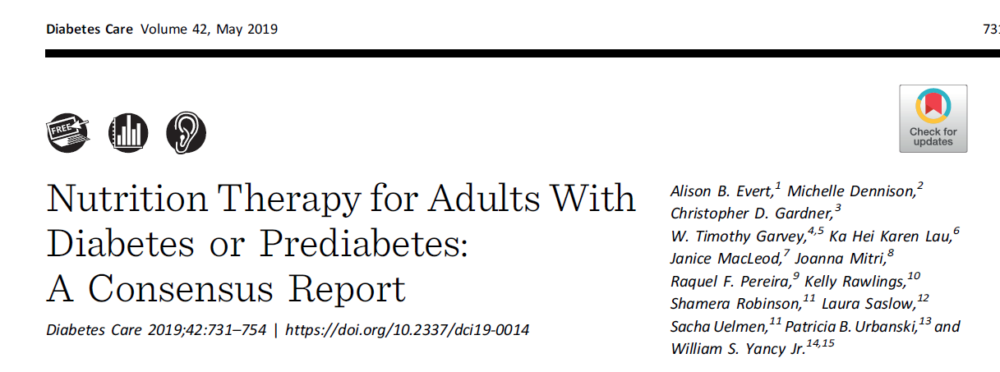 Diabetes Care Volume 42, May 2019
731
FREE
Check for
updates
Nutrition Therapy for Adults With
Diabetes or Prediabetes:
A Consensus Report
Diabetes Care 2019;42:731–754 | https://doi.org/10.2337/dci19-0014
Alison B. Evert,1 Michelle Dennison,2
Christopher D. Gardner,3
W. Timothy Garvey,4,5 Ka Hei Karen Lau,6
Janice MacLeod,7 Joanna Mitri,8
Raquel F. Pereira,9 Kelly Rawlings,10
Shamera Robinson,11 Laura Saslow,12
Sacha Uelmen,11 Patricia B. Urbanski,13 and
William S. Yancy Jr.14,15